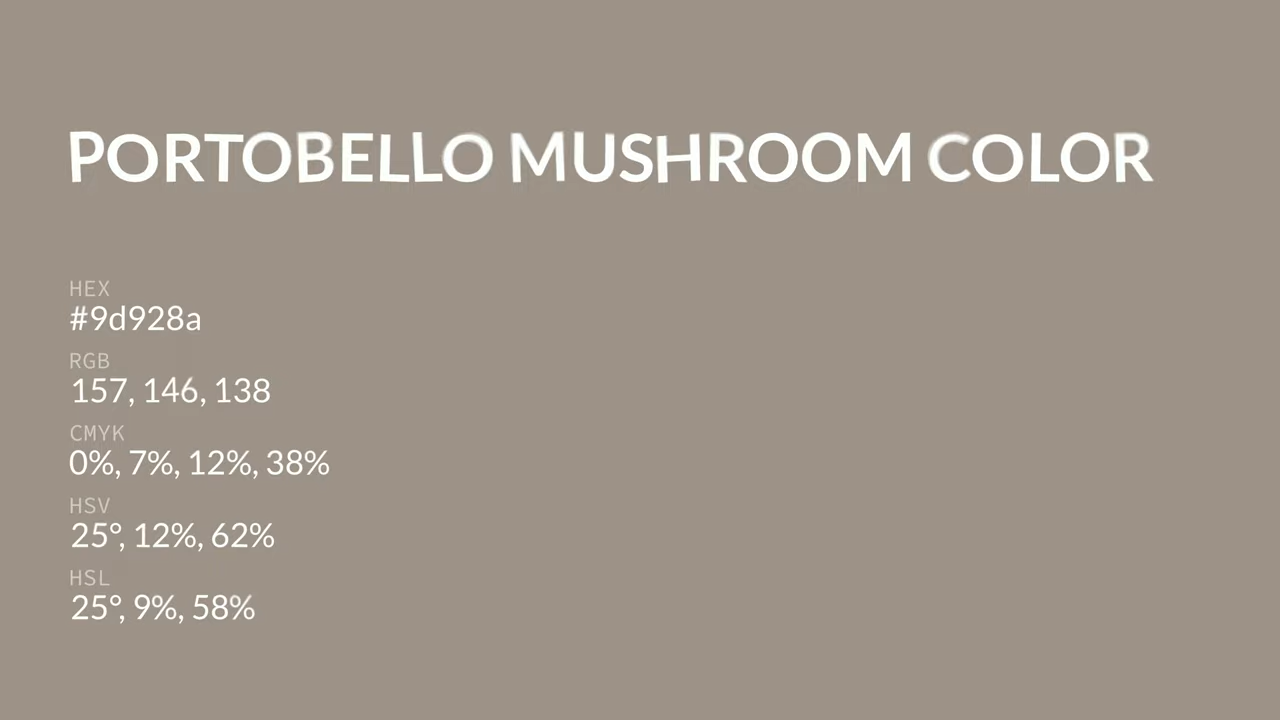 PORTOBELLO MUSHROOM COLOR
HEX
#9d928a
RGB
157, 146, 138
CMYK
0%, 7%, 12%, 38%
HSV
25°, 12%, 62%
HSL
25°, 9%, 58%